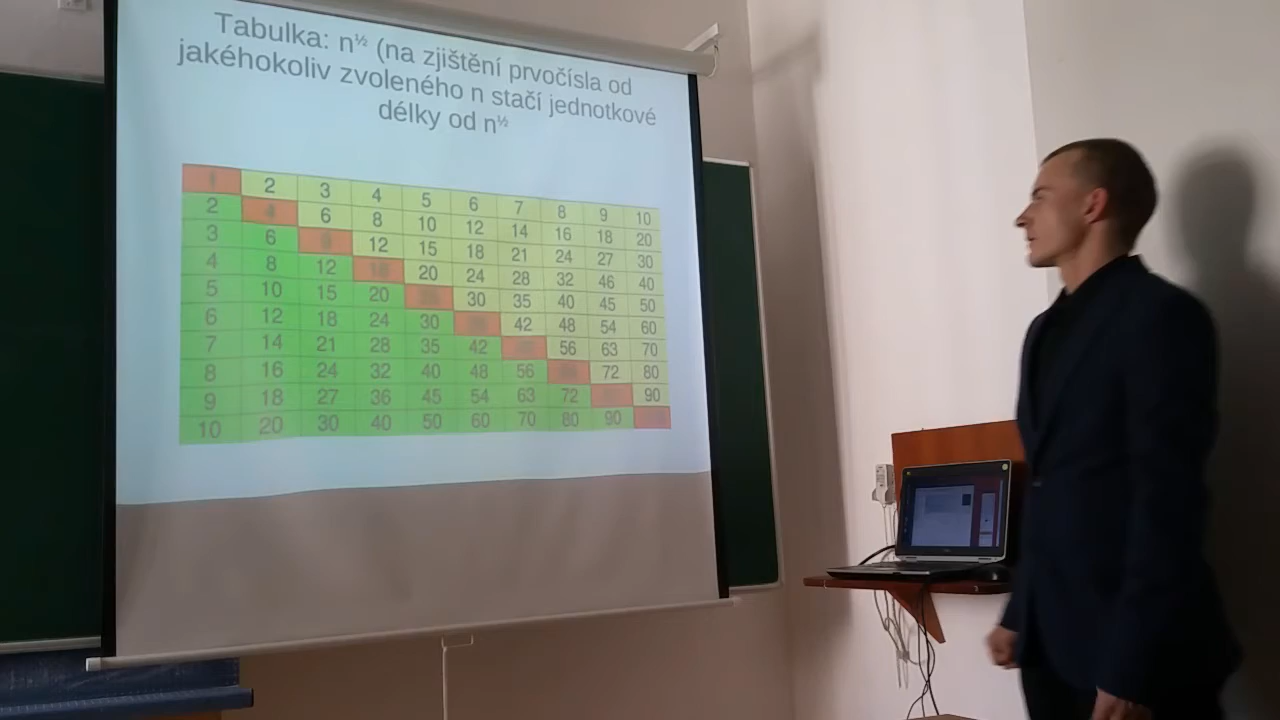 Tabulka: n½ (na zjištění prvočísla od
jakéhokoliv zvoleného n stačí jednotkové
délky od n½
1 2 3 4 5 6 7 8 9 10
2 4 6 8 10 12 14 16 18 20
3 6 12 15 18 21 24 27 30
4 8 12 20 24 28 32 46 40
5 10 15 20 30 35 40 45 50
6 12 18 24 30 42 48 54 60
7 14 21 28 35 42 56 63 70
8 16 24 32 40 48 56 72 80
9 18 27 36 45 54 63 72 90
10 20 30 40 50 60 70 80 90